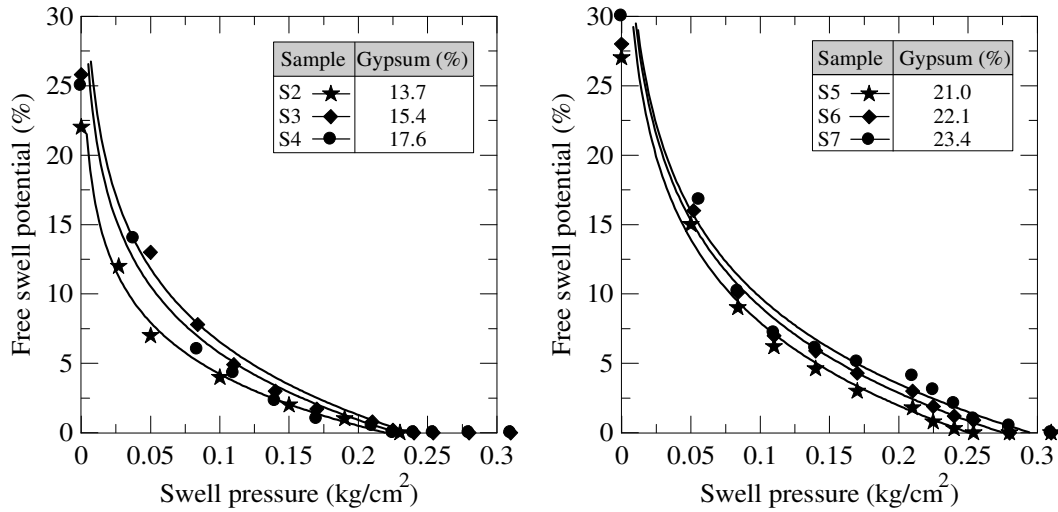 Sample Gypsum (%)
S2 13.7
S3 15.4
S4 17.6
Free swell potential (%)
30
25
20
15
10
5
0
0 0.05 0.1 0.15 0.2 0.25 0.3
Swell pressure (kg/cm2)
Sample Gypsum (%)
S5 21.0
S6 22.1
S7 23.4
Free swell potential (%)
30
25
20
15
10
5
0
0 0.05 0.1 0.15 0.2 0.25 0.3
Swell pressure (kg/cm2)